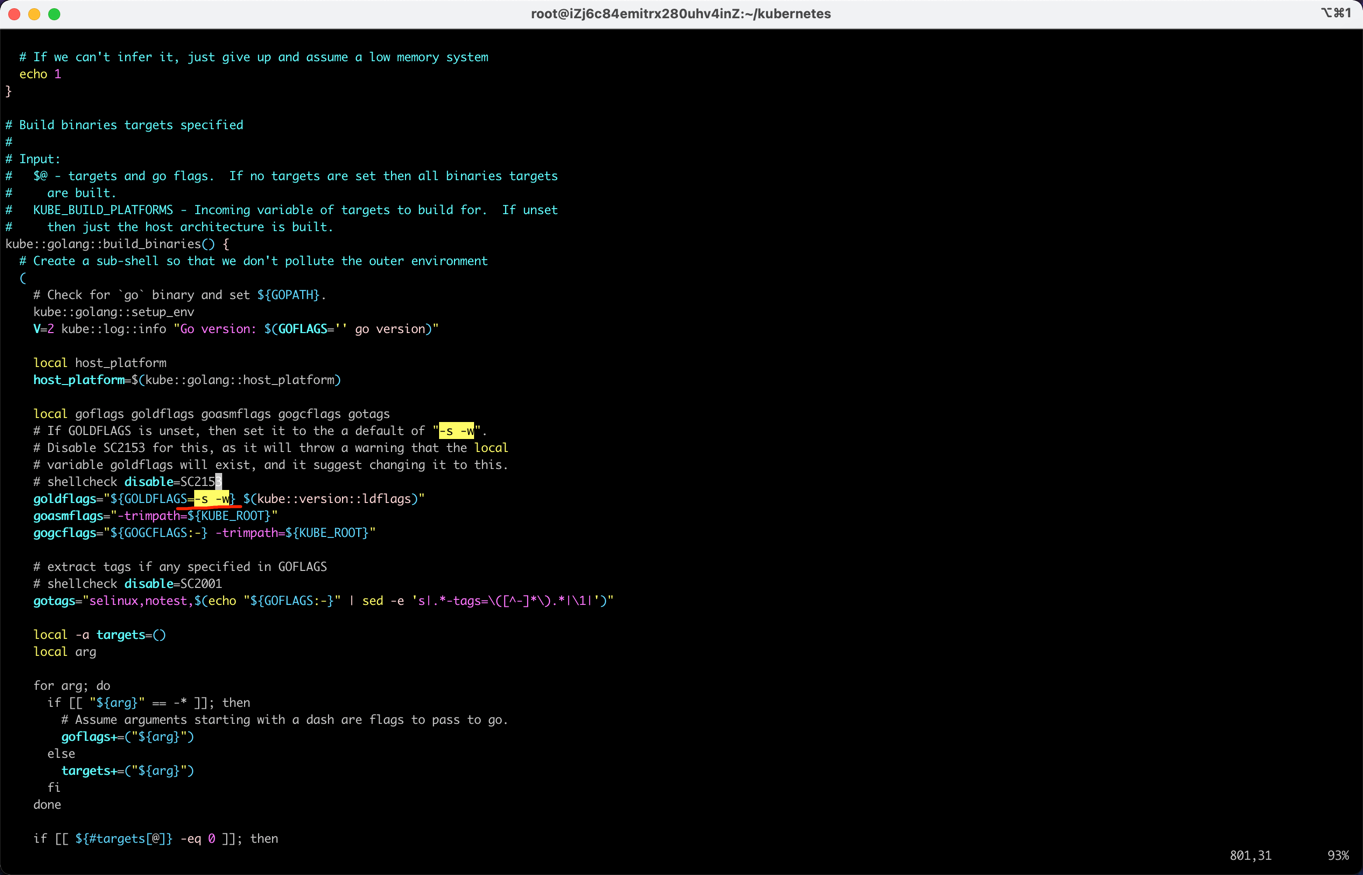 root@iZj6c84emitrx280uhv4inZ:~/kubernetes
⌥⌘1
  # If we can't infer it, just give up and assume a low memory system
  echo 1
}
# Build binaries targets specified
#
# Input:
#   $@ - targets and go flags.  If no targets are set then all binaries targets
#     are built.
#   KUBE_BUILD_PLATFORMS - Incoming variable of targets to build for.  If unset
#     then just the host architecture is built.
kube::golang::build_binaries() {
  # Create a sub-shell so that we don't pollute the outer environment
  (
    # Check for `go` binary and set ${GOPATH}.
    kube::golang::setup_env
    V=2 kube::log::info "Go version: $(GOFLAGS='' go version)"
    local host_platform
    host_platform=$(kube::golang::host_platform)
    local goflags goldflags goasmflags gogcflags gotags
    # If GOLDFLAGS is unset, then set it to the a default of "-s -w".
    # Disable SC2153 for this, as it will throw a warning that the local
    # variable goldflags will exist, and it suggest changing it to this.
    # shellcheck disable=SC2153
    goldflags="${GOLDFLAGS=-s -w} $(kube::version::ldflags)"
    goasmflags="-trimpath=${KUBE_ROOT}"
    gogcflags="${GOGCFLAGS:-} -trimpath=${KUBE_ROOT}"
    # extract tags if any specified in GOFLAGS
    # shellcheck disable=SC2001
    gotags="selinux,notest,$(echo "${GOFLAGS:-}" | sed -e 's|.*-tags=\([^-]*\).*|\1|')"
    local -a targets=()
    local arg
    for arg; do
      if [[ "${arg}" == -* ]]; then
        # Assume arguments starting with a dash are flags to pass to go.
        goflags+=("${arg}")
      else
        targets+=("${arg}")
      fi
    done
    if [[ ${#targets[@]} -eq 0 ]]; then
801,31
93%